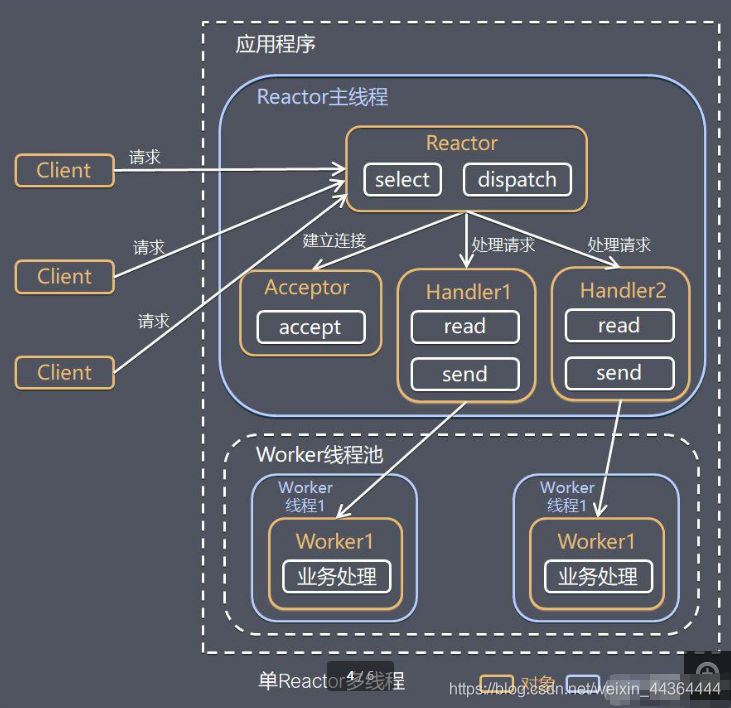 应用程序
Reactor主线程
Reactor
select
dispatch
Client
请求
Client
请求
Client
请求
建立连接
处理请求
处理请求
Acceptor
accept
Handler1
read
send
Handler2
read
send
Worker线程池
Worker
线程1
Worker1
业务处理
Worker
线程1
Worker1
业务处理
单Reactor多线程
4 / 6
对象
https://blog.csdn.net/weixin_44364444